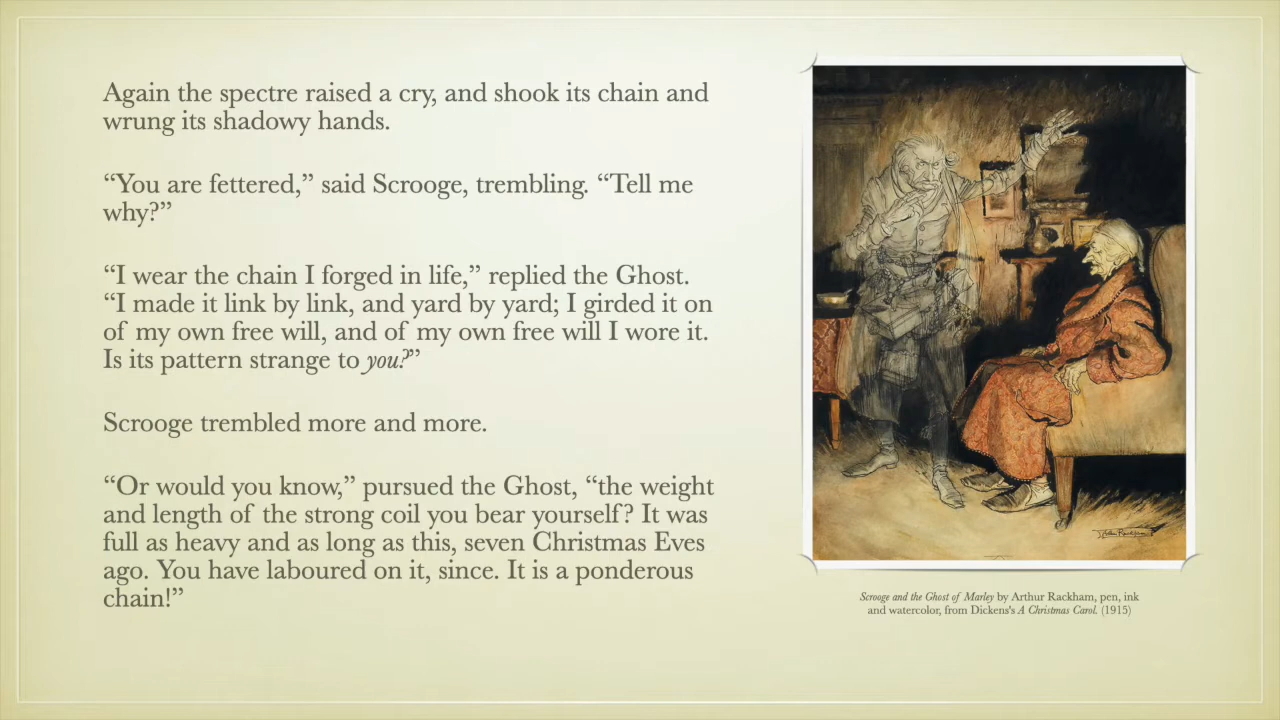 Again the spectre raised a cry, and shook its chain and
wrung its shadowy hands.
“You are fettered,” said Scrooge, trembling. “Tell me
why?”
“I wear the chain I forged in life,” replied the Ghost.
“I made it link by link, and yard by yard; I girded it on
of my own free will, and of my own free will I wore it.
Is its pattern strange to you?”
Scrooge trembled more and more.
“Or would you know,” pursued the Ghost, “the weight
and length of the strong coil you bear yourself? It was
full as heavy and as long as this, seven Christmas Eves
ago. You have laboured on it, since. It is a ponderous
chain!”
Arthur Rackham
Scrooge and the Ghost of Marley by Arthur Rackham, pen, ink
and watercolor, from Dickens's A Christmas Carol. (1915)